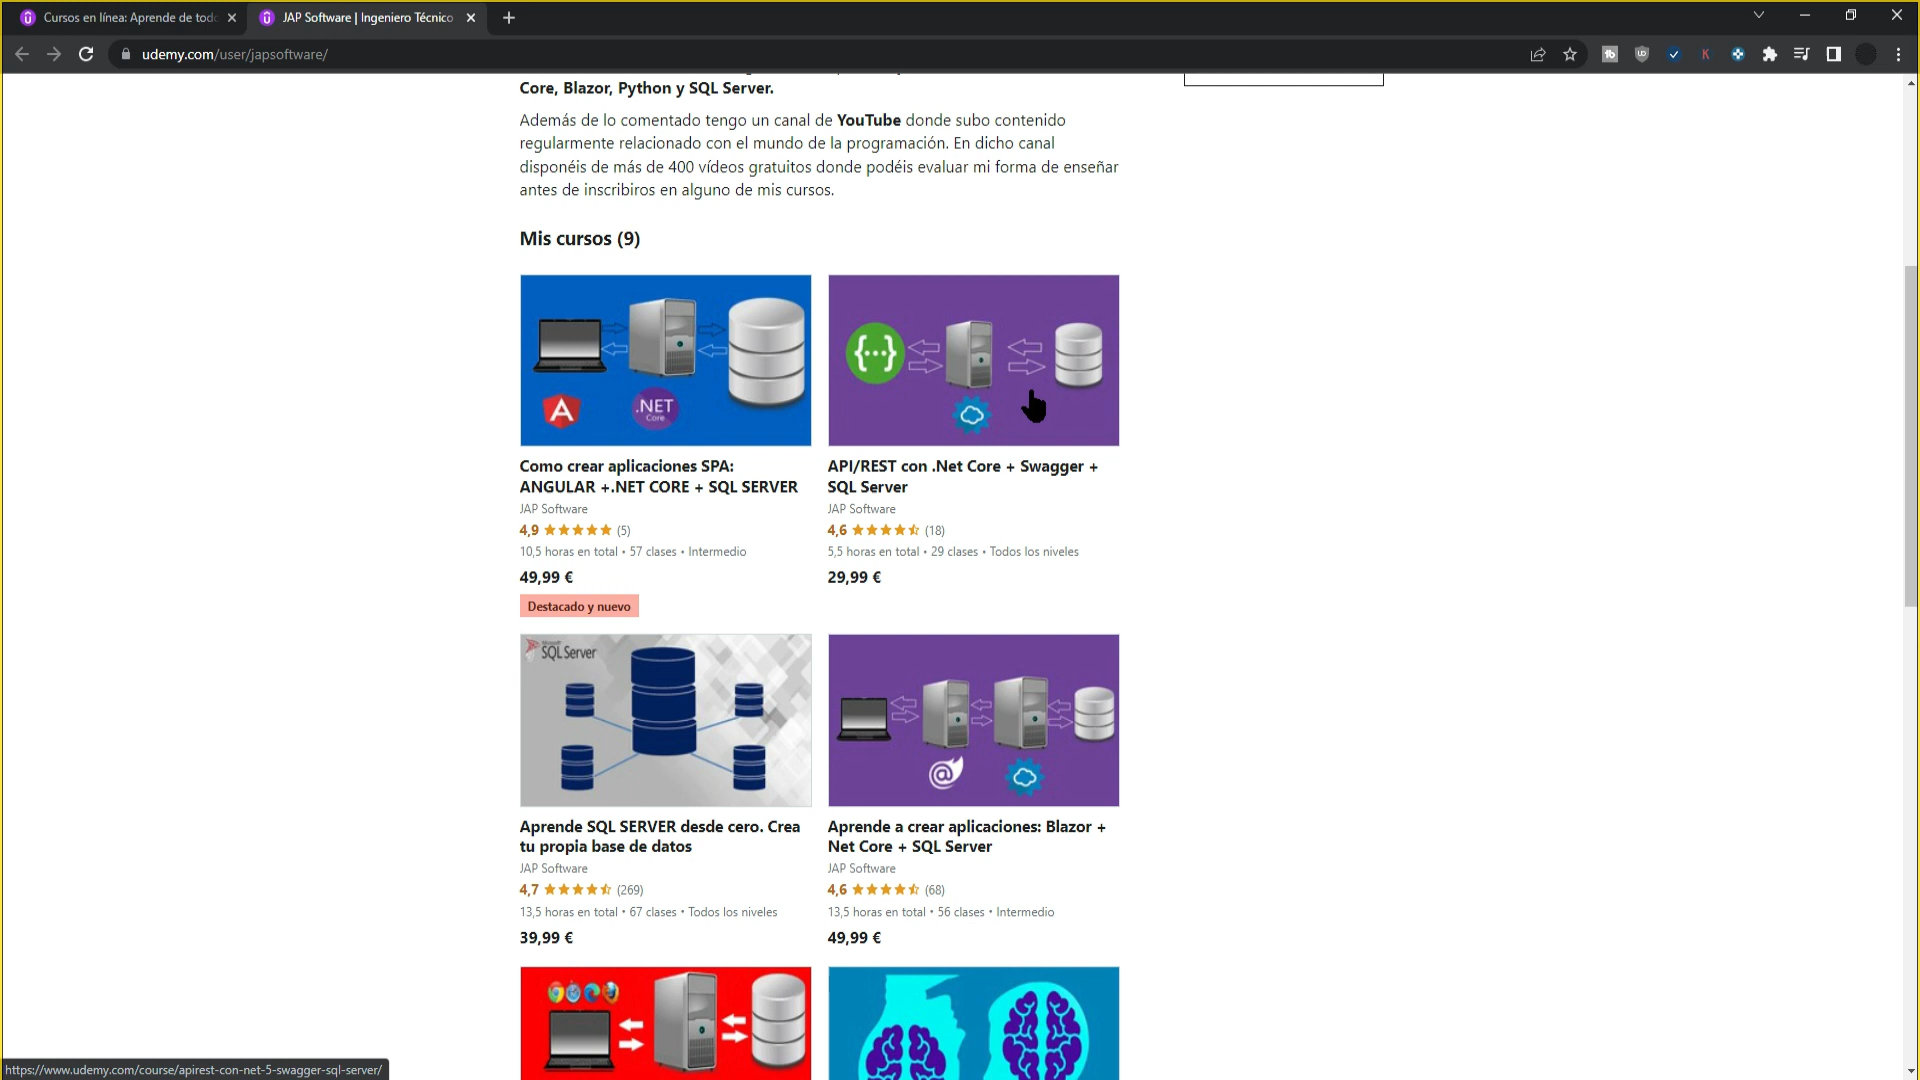 Cursos en línea: Aprende de todo
JAP Software | Ingeniero Técnico
udemy.com/user/japsoftware/
Core, Blazor, Python y SQL Server.
Además de lo comentado tengo un canal de YouTube donde subo contenido
regularmente relacionado con el mundo de la programación. En dicho canal
disponéis de más de 400 vídeos gratuitos donde podéis evaluar mi forma de enseñar
antes de inscribiros en alguno de mis cursos.
Mis cursos (9)
.NET
Core
Como crear aplicaciones SPA:
ANGULAR +.NET CORE + SQL SERVER
JAP Software
4,9 (5)
10,5 horas en total • 57 clases • Intermedio
49,99 €
Destacado y nuevo
API/REST con .Net Core + Swagger +
SQL Server
JAP Software
4,6 (18)
5,5 horas en total • 29 clases • Todos los niveles
29,99 €
SQL Server
Aprende SQL SERVER desde cero. Crea
tu propia base de datos
JAP Software
4,7 (269)
13,5 horas en total • 67 clases • Todos los niveles
39,99 €
Aprende a crear aplicaciones: Blazor +
Net Core + SQL Server
JAP Software
4,6 (68)
13,5 horas en total • 56 clases • Intermedio
49,99 €
https://www.udemy.com/course/apirest-con-net-5-swagger-sql-server/